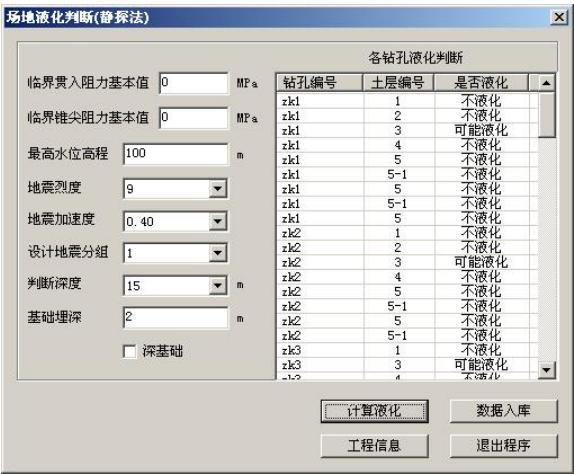 场地液化判断(静探法)
各钻孔液化判断
临界贯入阻力基本值 0 MPa
临界锥尖阻力基本值 0 MPa
最高水位高程 100 m
地震烈度 9
地震加速度 0.40
设计地震分组 1
判断深度 15 m
基础埋深 2 m
深基础
钻孔编号 土层编号 是否液化
zk1 1 不液化
zk1 2 不液化
zk1 3 可能液化
zk1 4 不液化
zk1 5 不液化
zk1 5-1 不液化
zk1 5 不液化
zk1 5-1 不液化
zk1 5 不液化
zk2 1 不液化
zk2 2 不液化
zk2 3 可能液化
zk2 4 不液化
zk2 5 不液化
zk2 5-1 不液化
zk2 5 不液化
zk2 5-1 不液化
zk3 1 不液化
zk3 3 可能液化
计算液化 数据入库
工程信息 退出程序